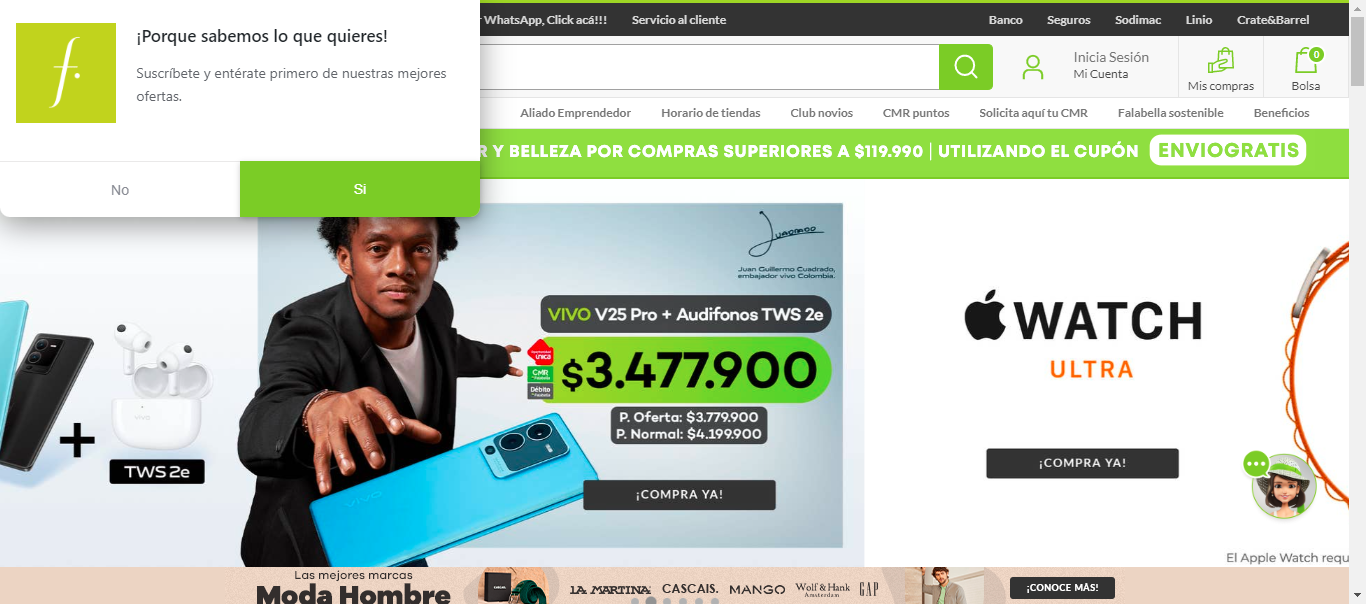 ¡Porque sabemos lo que quieres!
Suscríbete y entérate primero de nuestras mejores
ofertas.
No
Si
WhatsApp, Click acá!!!
Servicio al cliente
Banco
Seguros
Sodimac
Linio
Crate&Barrel
Inicia Sesión
Mi Cuenta
Mis compras
0
Bolsa
Aliado Emprendedor
Horario de tiendas
Club novios
CMR puntos
Solicita aquí tu CMR
Falabella sostenible
Beneficios
R Y BELLEZA POR COMPRAS SUPERIORES A $119.990 | UTILIZANDO EL CUPÓN ENVIOGRATIS
vivo
+
TWS 2e
Juan Guillermo Cuadrado,
embajador vivo Colombia.
VIVO V25 Pro + Audifonos TWS 2e
única
CMR
Débito
$3.477.900
P. Oferta: $3.779.900
P. Normal: $4.199.900
vivo
¡COMPRA YA!
WATCH
ULTRA
¡COMPRA YA!
El Apple Watch requ
Las mejores marcas
Moda Hombre
LA MARTINA
CASCAIS.
MANGO
Wolf & Hank
Amsterdam
GAP
¡CONOCE MÁS!